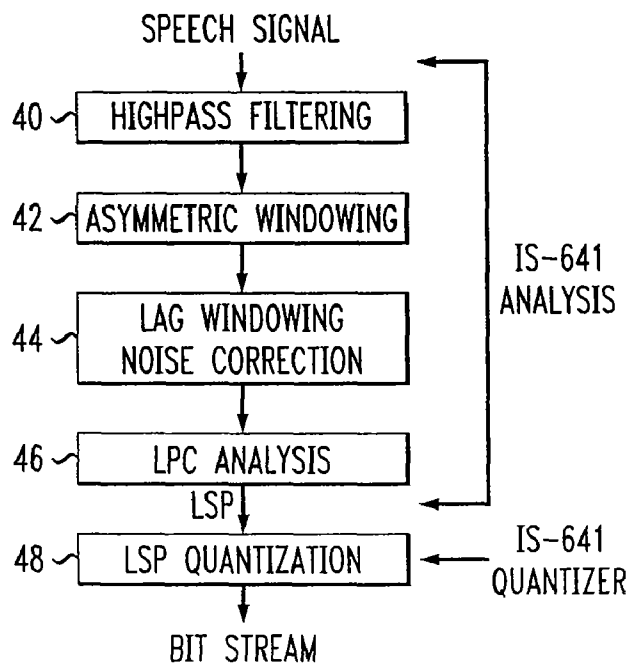 SPEECH SIGNAL
40
HIGHPASS FILTERING
42
ASYMMETRIC WINDOWING
IS-641
ANALYSIS
44
LAG WINDOWING
NOISE CORRECTION
46
LPC ANALYSIS
LSP
48
LSP QUANTIZATION
IS-641
QUANTIZER
BIT STREAM